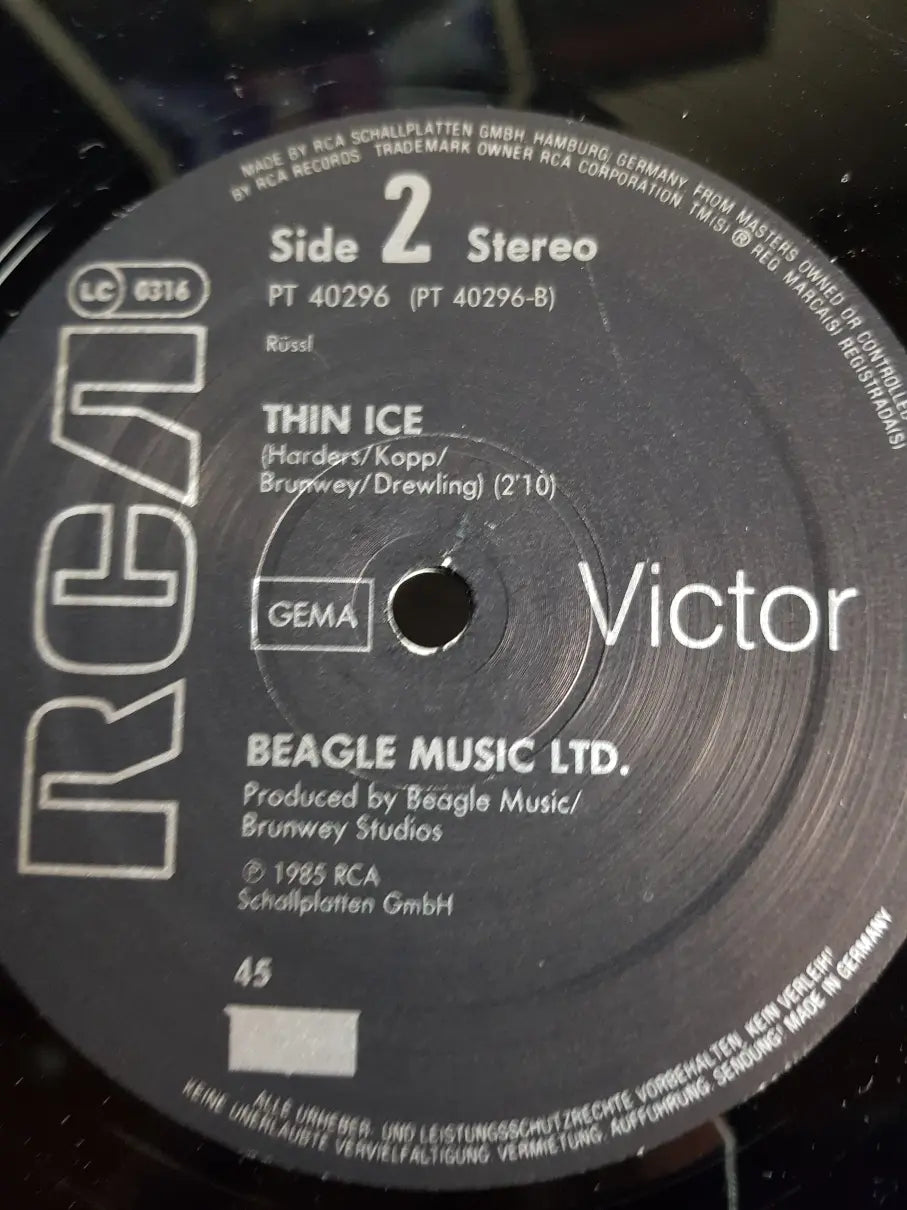 MADE BY RCA SCHALLPLATTEN GMBH, HAMBURG, GERMANY, FROM MASTERS OWNED OR CONTROLLED
BY RCA RECORDS TRADEMARK OWNER RCA CORPORATION TM(S) ® REG MARCA(S) REGISTRADA(S)
Side 2 Stereo
LC 0316
PT 40296 (PT 40296-B)
Rüssl
THIN ICE
(Harders/Kopp/
Brunwey/Drewling) (2'10)
RCA
GEMA
Victor
BEAGLE MUSIC LTD.
Produced by Beagle Music/
Brunwey Studios
℗ 1985 RCA
Schallplatten GmbH
45
ALLE URHEBER- UND LEISTUNGSSCHUTZRECHTE VORBEHALTEN. KEIN VERLEIH!
KEINE UNERLAUBTE VERVIELFÄLTIGUNG, VERMIETUNG, AUFFÜHRUNG, SENDUNG! MADE IN GERMANY